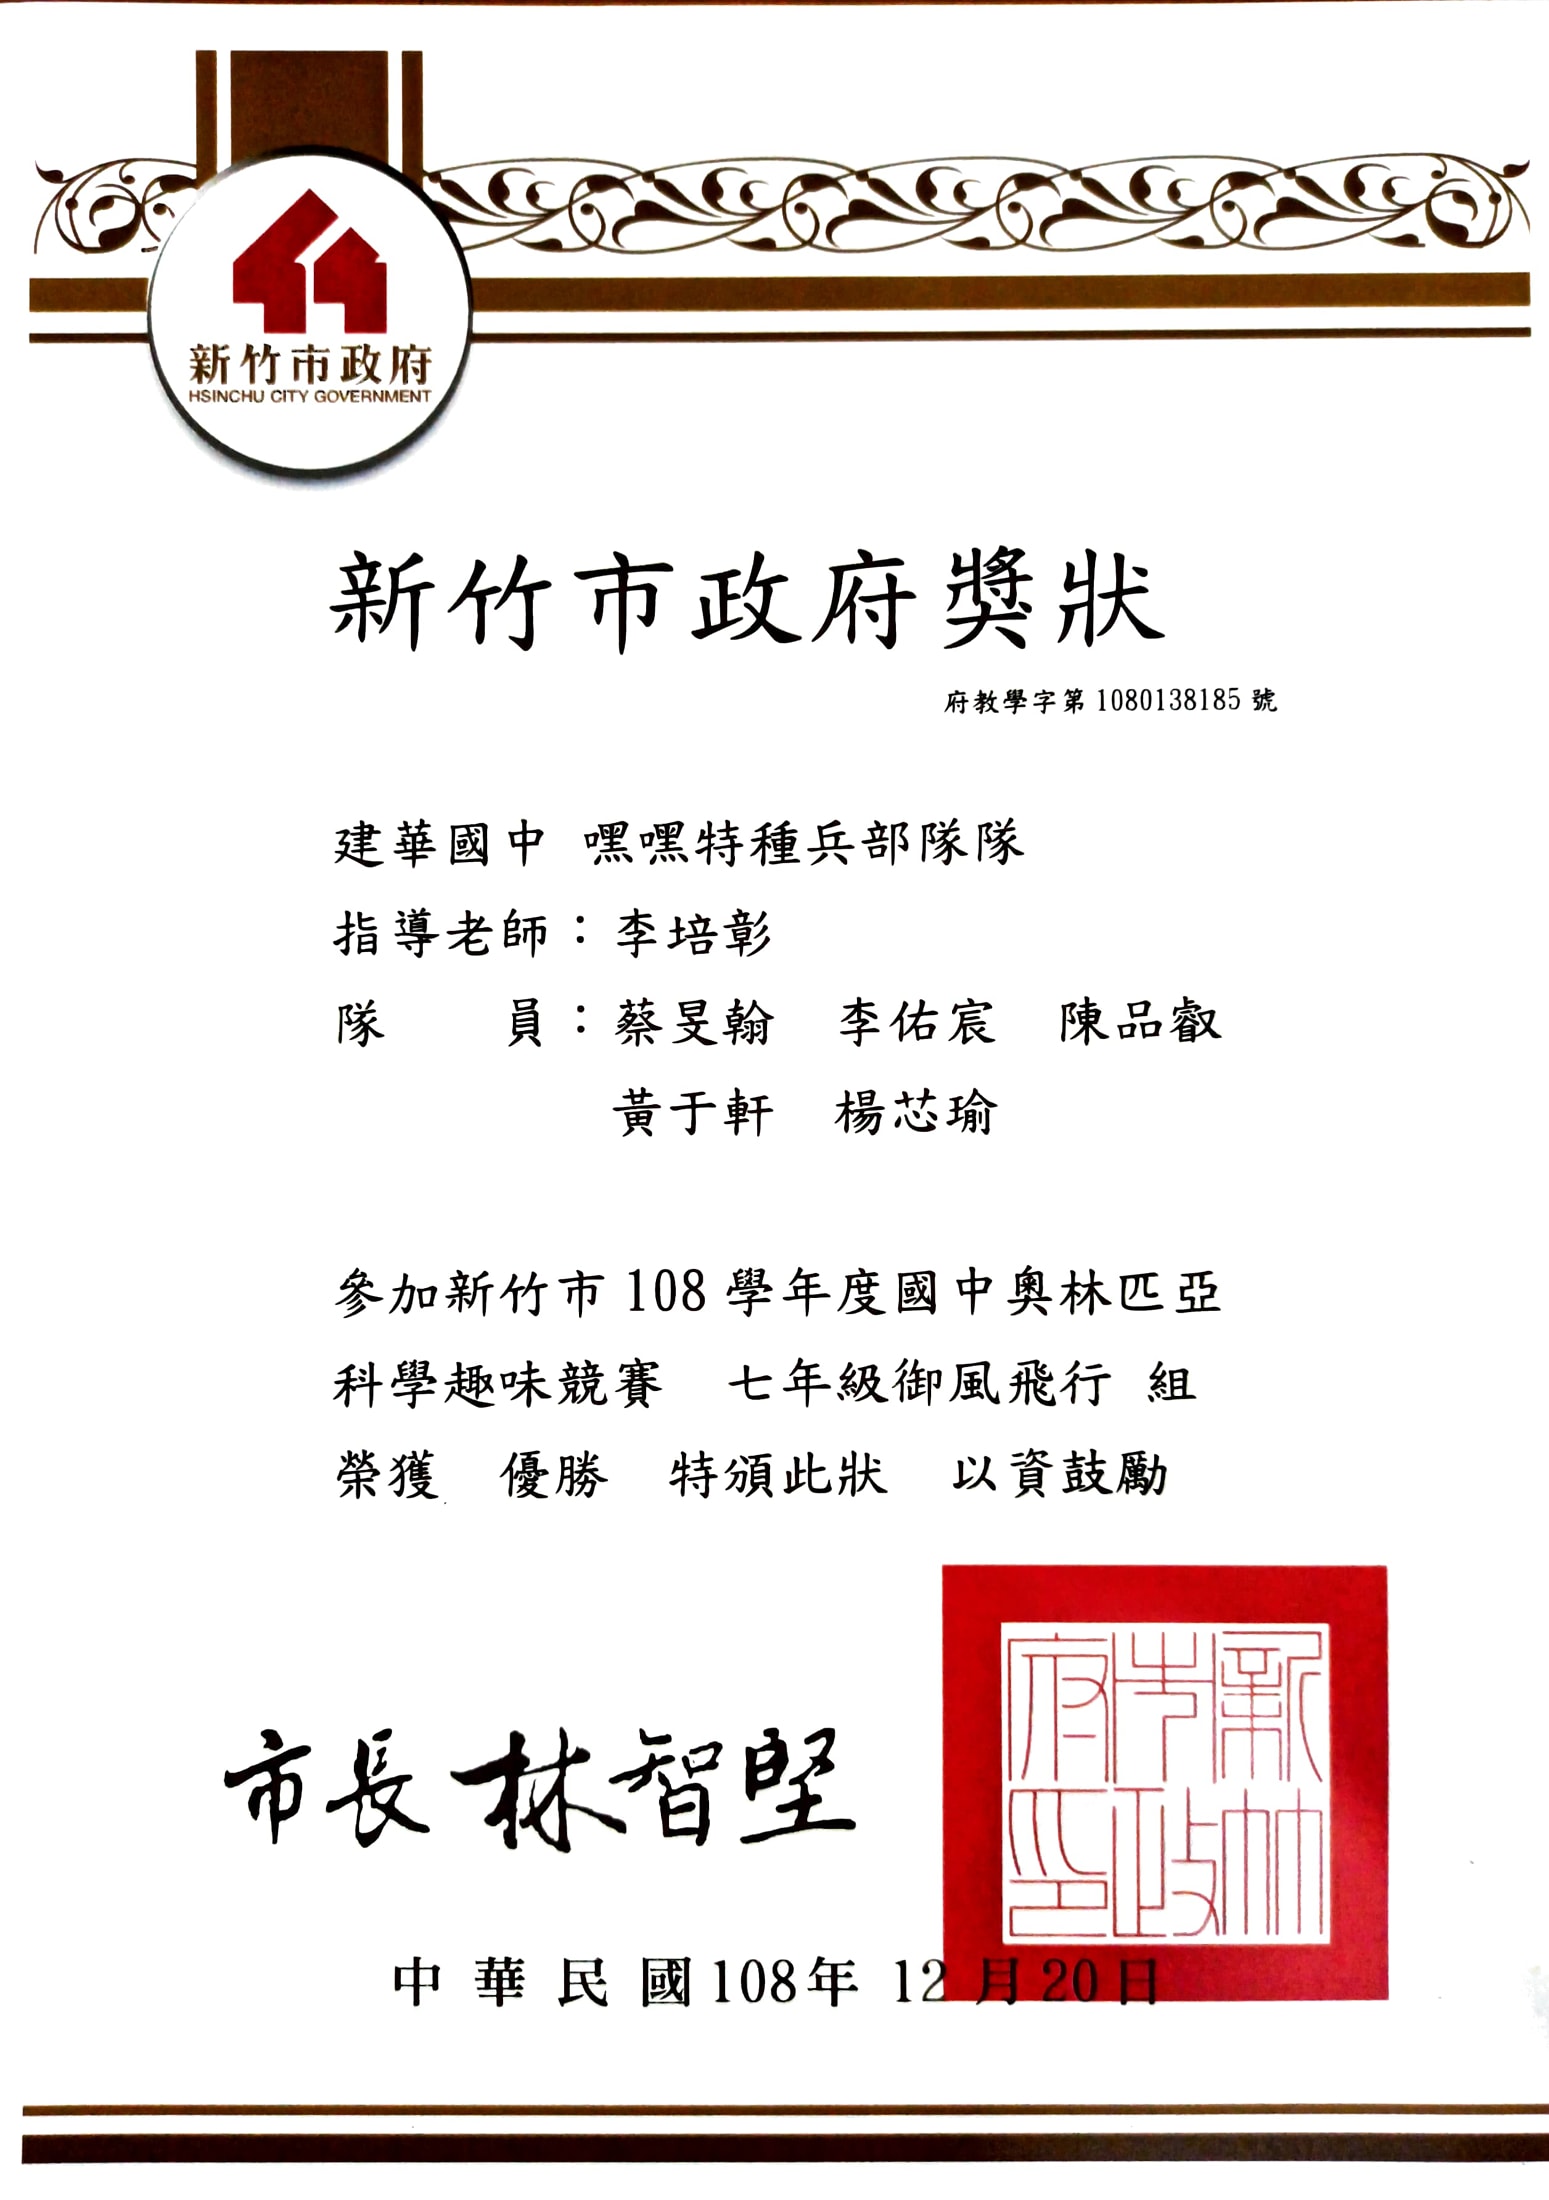 新竹市政府
HSINCHU CITY GOVERNMENT
新竹市政府獎狀
府教學字第1080138185號
建華國中 嘿嘿特種兵部隊隊
指導老師：李培彰
隊 員：蔡旻翰 李佑宸 陳品叡
黃于軒 楊芯瑜
參加新竹市 108 學年度國中奧林匹亞
科學趣味競賽 七年級御風飛行 組
榮獲 優勝 特頒此狀 以資鼓勵
新竹市政府印
市長 林智堅
中華民國108年12月20日